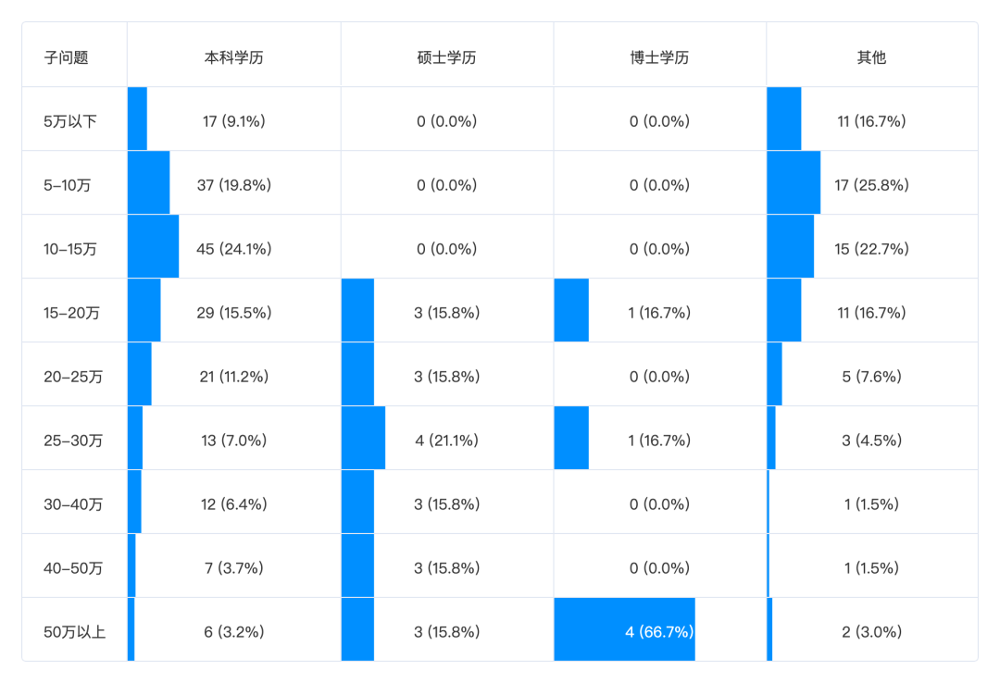 子问题 本科学历 硕士学历 博士学历 其他
5万以下 17 (9.1%) 0 (0.0%) 0 (0.0%) 11 (16.7%)
5–10万 37 (19.8%) 0 (0.0%) 0 (0.0%) 17 (25.8%)
10–15万 45 (24.1%) 0 (0.0%) 0 (0.0%) 15 (22.7%)
15–20万 29 (15.5%) 3 (15.8%) 1 (16.7%) 11 (16.7%)
20–25万 21 (11.2%) 3 (15.8%) 0 (0.0%) 5 (7.6%)
25–30万 13 (7.0%) 4 (21.1%) 1 (16.7%) 3 (4.5%)
30–40万 12 (6.4%) 3 (15.8%) 0 (0.0%) 1 (1.5%)
40–50万 7 (3.7%) 3 (15.8%) 0 (0.0%) 1 (1.5%)
50万以上 6 (3.2%) 3 (15.8%) 4 (66.7%) 2 (3.0%)